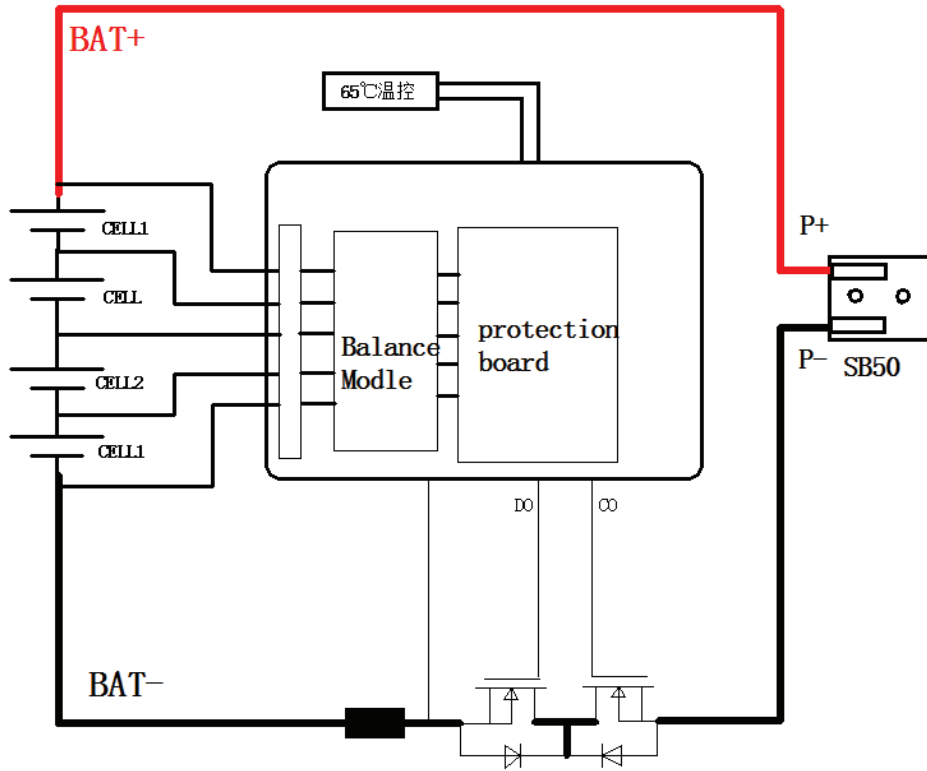 BAT+
65℃温控
P+
CELL1
CELL
Balance
Modle
protection
board
P-
SB50
CELL2
CELL1
DO
CO
BAT-